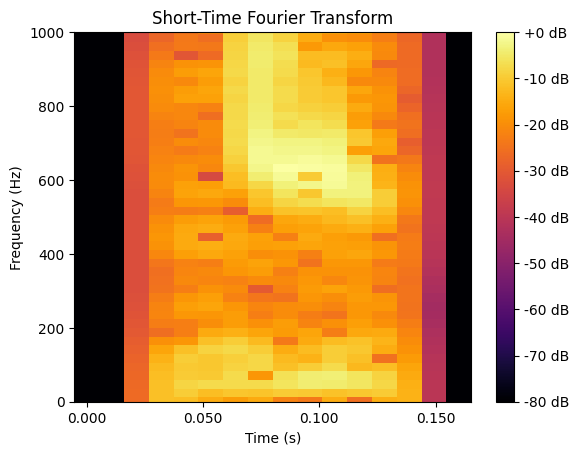 Short-Time Fourier Transform
1000
800
600
400
200
0
Frequency (Hz)
0.000
0.050
0.100
0.150
Time (s)
+0 dB
-10 dB
-20 dB
-30 dB
-40 dB
-50 dB
-60 dB
-70 dB
-80 dB